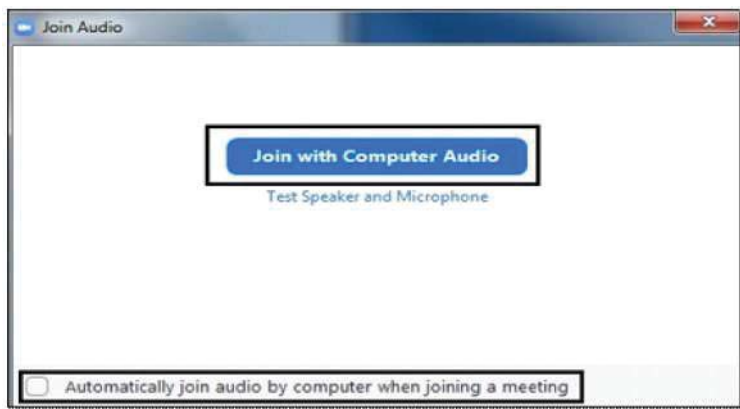 Join Audio
Join with Computer Audio
Test Speaker and Microphone
Automatically join audio by computer when joining a meeting